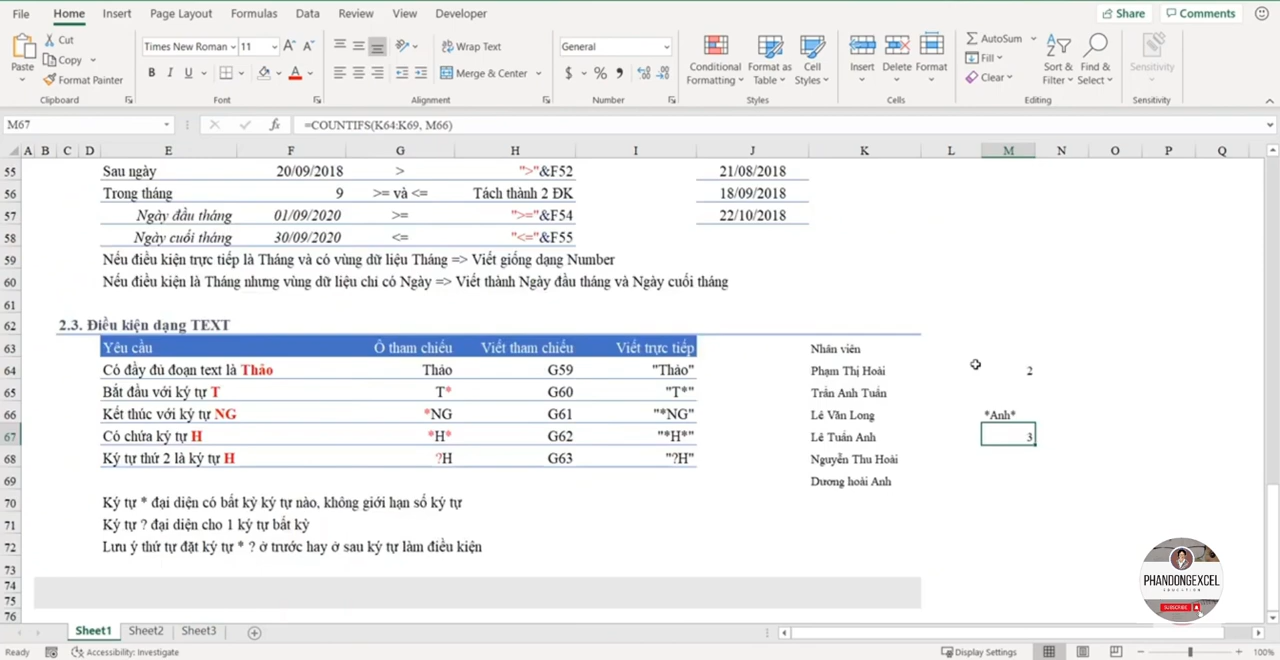 File Home Insert Page Layout Formulas Data Review View Developer Share Comments
Cut
Copy
Format Painter
Paste
Times New Roman 11
B I U
Wrap Text
Merge & Center
General
$ % 9
Conditional Formatting
Format as Table
Cell Styles
Insert Delete Format
AutoSum
Fill
Clear
Sort & Filter
Find & Select
Sensitivity
Clipboard Font Alignment Number Styles Cells Editing Sensitivity
M67 fx =COUNTIFS(K64:K69, M66)
A B C D E F G H I J K L M N O P Q
55 Sau ngày 20/09/2018 > ">"&F52 21/08/2018
56 Trong tháng 9 >= và <= Tách thành 2 ĐK 18/09/2018
57 Ngày đầu tháng 01/09/2020 >= ">="&F54 22/10/2018
58 Ngày cuối tháng 30/09/2020 <= "<="&F55
59 Nếu điều kiện trực tiếp là Tháng và có vùng dữ liệu Tháng => Viết giống dạng Number
60 Nếu điều kiện là Tháng nhưng vùng dữ liệu chỉ có Ngày => Viết thành Ngày đầu tháng và Ngày cuối tháng
61
62 2.3. Điều kiện dạng TEXT
63 Yêu cầu Ô tham chiếu Viết tham chiếu Viết trực tiếp Nhân viên
64 Có đầy đủ đoạn text là Thảo Thảo G59 "Thảo" Phạm Thị Hoài 2
65 Bắt đầu với ký tự T T* G60 "T*" Trần Anh Tuấn
66 Kết thúc với ký tự NG *NG G61 "*NG" Lê Văn Long *Anh*
67 Có chứa ký tự H *H* G62 "*H*" Lê Tuấn Anh 3
68 Ký tự thứ 2 là ký tự H ?H G63 "?H" Nguyễn Thu Hoài
69 Dương hoài Anh
70 Ký tự * đại diện có bất kỳ ký tự nào, không giới hạn số ký tự
71 Ký tự ? đại diện cho 1 ký tự bất kỳ
72 Lưu ý thứ tự đặt ký tự * ? ở trước hay ở sau ký tự làm điều kiện
73
74
75
76
PHANDONGEXCEL
EDUCATION
SUBSCRIBE
Sheet1 Sheet2 Sheet3
Ready Accessibility: Investigate Display Settings 100%